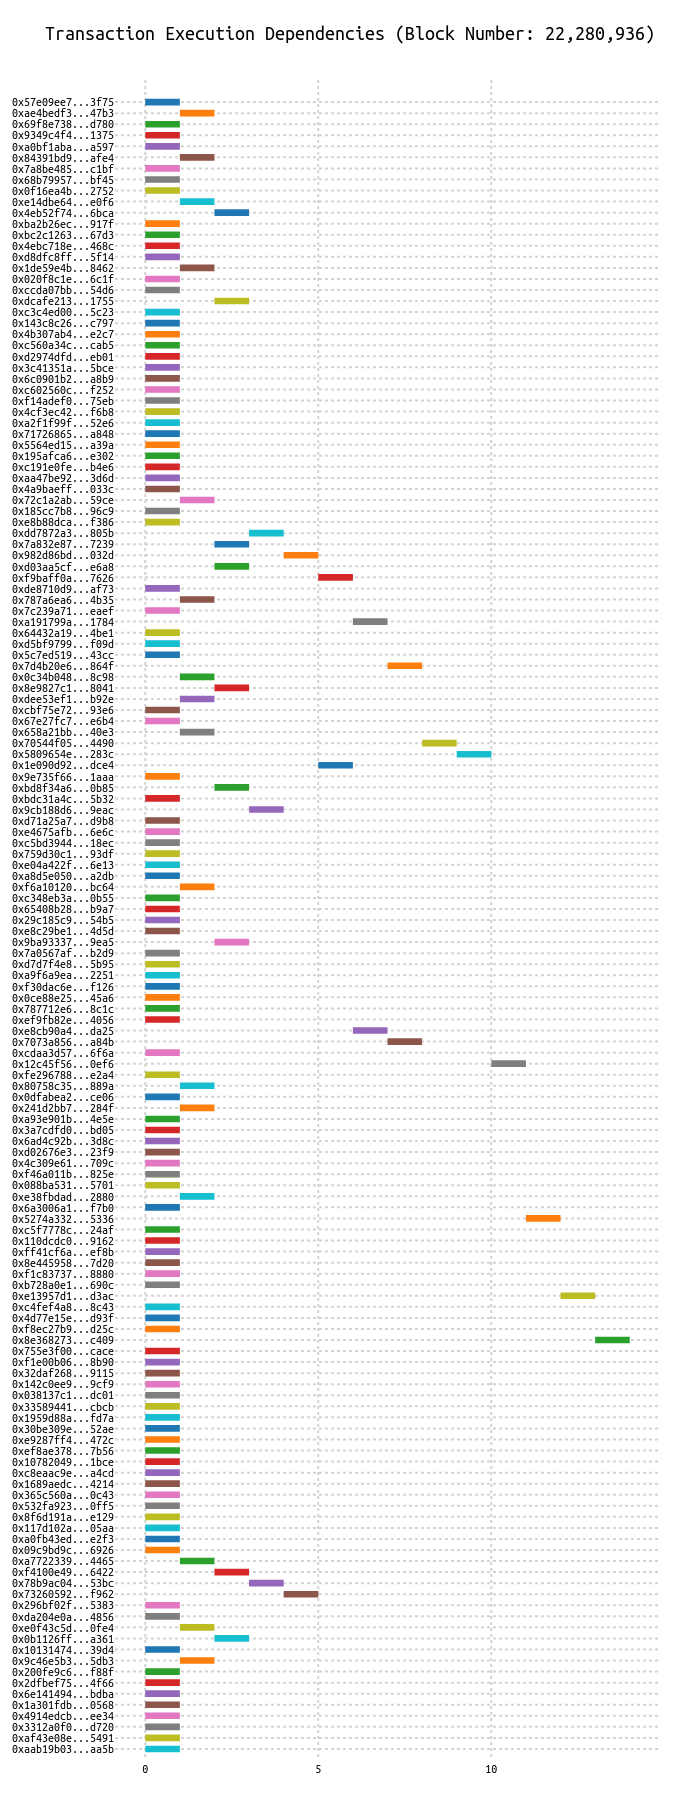 Transaction Execution Dependencies (Block Number: 22,280,936)
0x57e09ee7...3f75
0xae4bedf3...47b3
0x69f8e738...d780
0x9349c4f4...1375
0xa0bf1aba...a597
0x84391bd9...afe4
0x7a8be485...c1bf
0x68b79957...bf45
0x0f16ea4b...2752
0xe14dbe64...e0f6
0x4eb52f74...6bca
0xba2b26ec...917f
0xbc2c1263...67d3
0x4ebc718e...468c
0xd8dfc8ff...5f14
0x1de59e4b...8462
0x020f8c1e...6c1f
0xccda07bb...54d6
0xdcafe213...1755
0xc3c4ed00...5c23
0x143c8c26...c797
0x4b307ab4...e2c7
0xc560a34c...cab5
0xd2974dfd...eb01
0x3c41351a...5bce
0x6c0901b2...a8b9
0xc602560c...f252
0xf14adef0...75eb
0x4cf3ec42...f6b8
0xa2f1f99f...52e6
0x71726865...a848
0x5564ed15...a39a
0x195afca6...e302
0xc191e0fe...b4e6
0xaa47be92...3d6d
0x4a9baeff...033c
0x72c1a2ab...59ce
0x185cc7b8...96c9
0xe8b88dca...f386
0xdd7872a3...805b
0x7a832e87...7239
0x982d86bd...032d
0xd03aa5cf...e6a8
0xf9baff0a...7626
0xde8710d9...af73
0x787a6ea6...4b35
0x7c239a71...eaef
0xa191799a...1784
0x64432a19...4be1
0xd5bf9799...f09d
0x5c7ed519...43cc
0x7d4b20e6...864f
0x0c34b048...8c98
0x8e9827c1...8041
0xdee53ef1...b92e
0xcbf75e72...93e6
0x67e27fc7...e6b4
0x658a21bb...40e3
0x70544f05...4490
0x5809654e...283c
0x1e090d92...dce4
0x9e735f66...1aaa
0xbd8f34a6...0b85
0xbdc31a4c...5b32
0x9cb188d6...9eac
0xd71a25a7...d9b8
0xe4675afb...6e6c
0xc5bd3944...18ec
0x759d30c1...93df
0xe04a422f...6e13
0xa8d5e050...a2db
0xf6a10120...bc64
0xc348eb3a...0b55
0x65408b28...b9a7
0x29c185c9...54b5
0xe8c29be1...4d5d
0x9ba93337...9ea5
0x7a0567af...b2d9
0xd7d7f4e8...5b95
0xa9f6a9ea...2251
0xf30dac6e...f126
0x0ce88e25...45a6
0x787712e6...8c1c
0xef9fb82e...4056
0xe8cb90a4...da25
0x7073a856...a84b
0xcdaa3d57...6f6a
0x12c45f56...0ef6
0xfe296788...e2a4
0x80758c35...889a
0x0dfabea2...ce06
0x241d2bb7...284f
0xa93e901b...4e5e
0x3a7cdfd0...bd05
0x6ad4c92b...3d8c
0xd02676e3...23f9
0x4c309e61...709c
0xf46a011b...825e
0x088ba531...5701
0xe38fbdad...2880
0x6a3006a1...f7b0
0x5274a332...5336
0xc5f7778c...24af
0x110dcdc0...9162
0xff41cf6a...ef8b
0x8e445958...7d20
0xf1c83737...8880
0xb728a0e1...690c
0xe13957d1...d3ac
0xc4fef4a8...8c43
0x4d77e15e...d93f
0xf8ec27b9...d25c
0x8e368273...c409
0x755e3f00...cace
0xf1e00b06...8b90
0x32daf268...9115
0x142c0ee9...9cf9
0x038137c1...dc01
0x33589441...cbcb
0x1959d88a...fd7a
0x30be309e...52ae
0xe9287ff4...472c
0xef8ae378...7b56
0x10782049...1bce
0xc8eaac9e...a4cd
0x1689aedc...4214
0x365c560a...0c43
0x532fa923...0ff5
0x8f6d191a...e129
0x117d102a...05aa
0xa0fb43ed...e2f3
0x09c9bd9c...6926
0xa7722339...4465
0xf4100e49...6422
0x78b9ac04...53bc
0x73260592...f962
0x296bf02f...5383
0xda204e0a...4856
0xe0f43c5d...0fe4
0x0b1126ff...a361
0x10131474...39d4
0x9c46e5b3...5db3
0x200fe9c6...f88f
0x2dfbef75...4f66
0x6e141494...bdba
0x1a301fdb...0568
0x4914edcb...ee34
0x3312a0f0...d720
0xaf43e08e...5491
0xaab19b03...aa5b
0 5 10